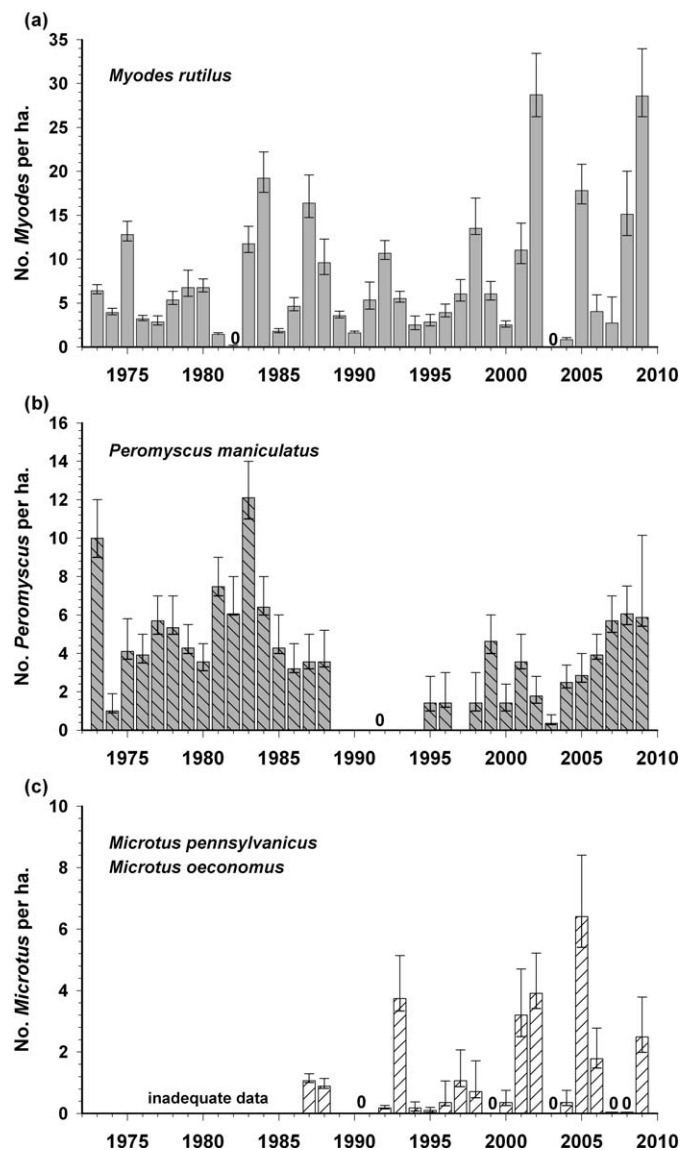 (a)
35
Myodes rutilus
30
25
20
15
10
5
0
No. Myodes per ha.
0
0
1975 1980 1985 1990 1995 2000 2005 2010
(b)
16
Peromyscus maniculatus
14
12
10
8
6
4
2
0
No. Peromyscus per ha.
0
1975 1980 1985 1990 1995 2000 2005 2010
(c)
10
Microtus pennsylvanicus
Microtus oeconomus
8
6
4
2
0
No. Microtus per ha.
inadequate data
0
0
0
0 0
1975 1980 1985 1990 1995 2000 2005 2010